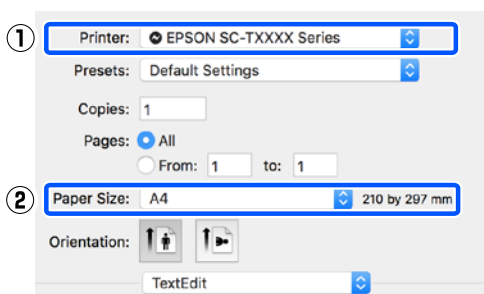 ① Printer: EPSON SC-TXXXX Series
Presets: Default Settings
Copies: 1
Pages: All
From: 1 to: 1
② Paper Size: A4 210 by 297 mm
Orientation:
TextEdit